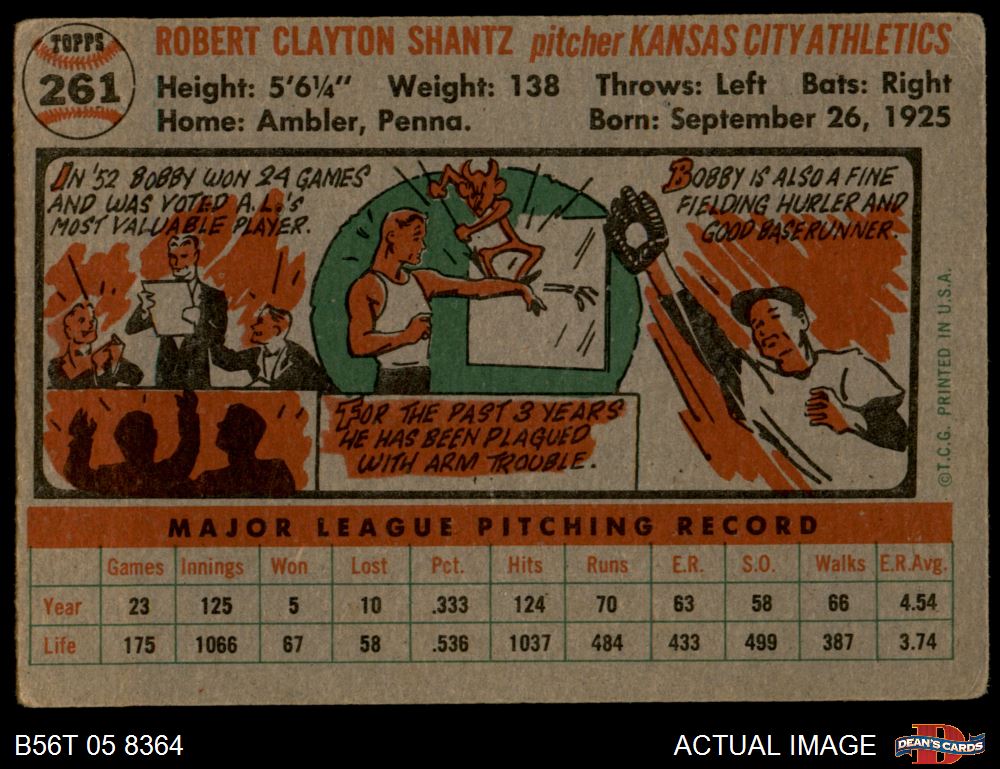 TOPPS
261
ROBERT CLAYTON SHANTZ pitcher KANSAS CITY ATHLETICS
Height: 5'6¼" Weight: 138 Throws: Left Bats: Right
Home: Ambler, Penna. Born: September 26, 1925
IN '52 BOBBY WON 24 GAMES
AND WAS VOTED A.L.'S
MOST VALUABLE PLAYER.
FOR THE PAST 3 YEARS
HE HAS BEEN PLAGUED
WITH ARM TROUBLE.
BOBBY IS ALSO A FINE
FIELDING HURLER AND
GOOD BASERUNNER.
©T.C.G. PRINTED IN U.S.A.
MAJOR LEAGUE PITCHING RECORD
Games Innings Won Lost Pct. Hits Runs E.R. S.O. Walks E.R.Avg.
Year 23 125 5 10 .333 124 70 63 58 66 4.54
Life 175 1066 67 58 .536 1037 484 433 499 387 3.74
B56T 05 8364
ACTUAL IMAGE
D
DEAN'S CARDS